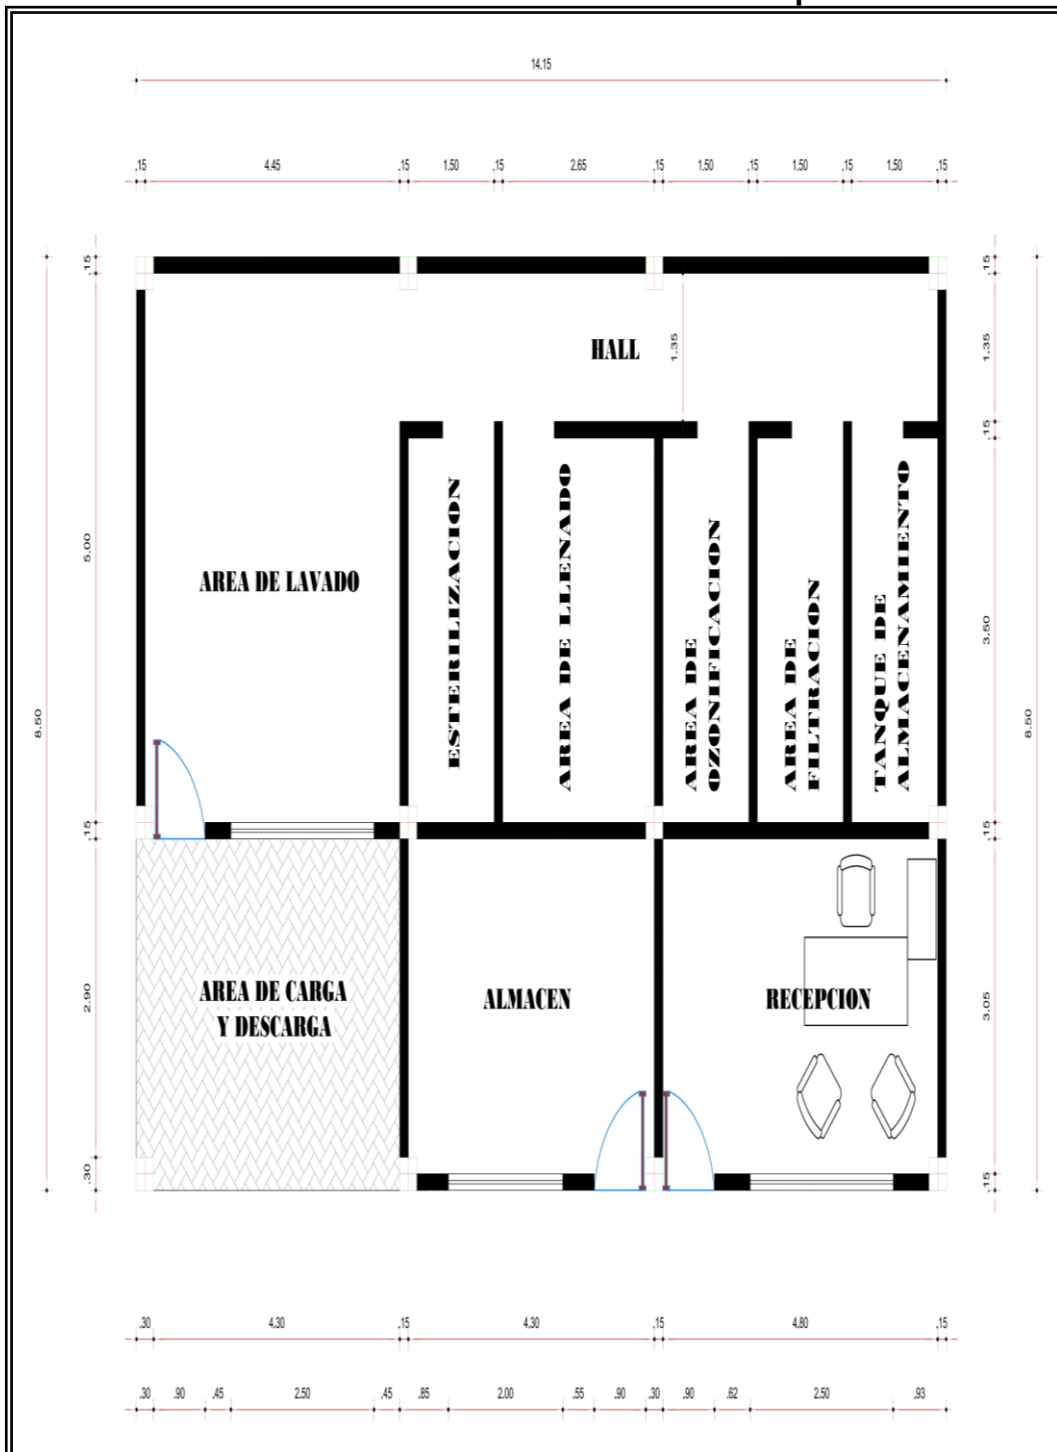 14.15
.15 4.45 .15 1.50 .15 2.65 .15 1.50 .15 1.50 .15 1.50 .15
.15
5.00
.15
2.90
.30
8.50
.15
1.35
.15
3.50
.15
3.05
.15
8.50
HALL
1.35
AREA DE LAVADO
ESTERILIZACION
AREA DE LLENADO
AREA DE
OZONIFICACION
AREA DE
FILTRACION
TANQUE DE
ALMACENAMIENTO
AREA DE CARGA
Y DESCARGA
ALMACEN
RECEPCION
.30 4.30 .15 4.30 .15 4.80 .15
.30 .90 .45 2.50 .45 .85 2.00 .55 .90 .30 .90 .62 2.50 .93